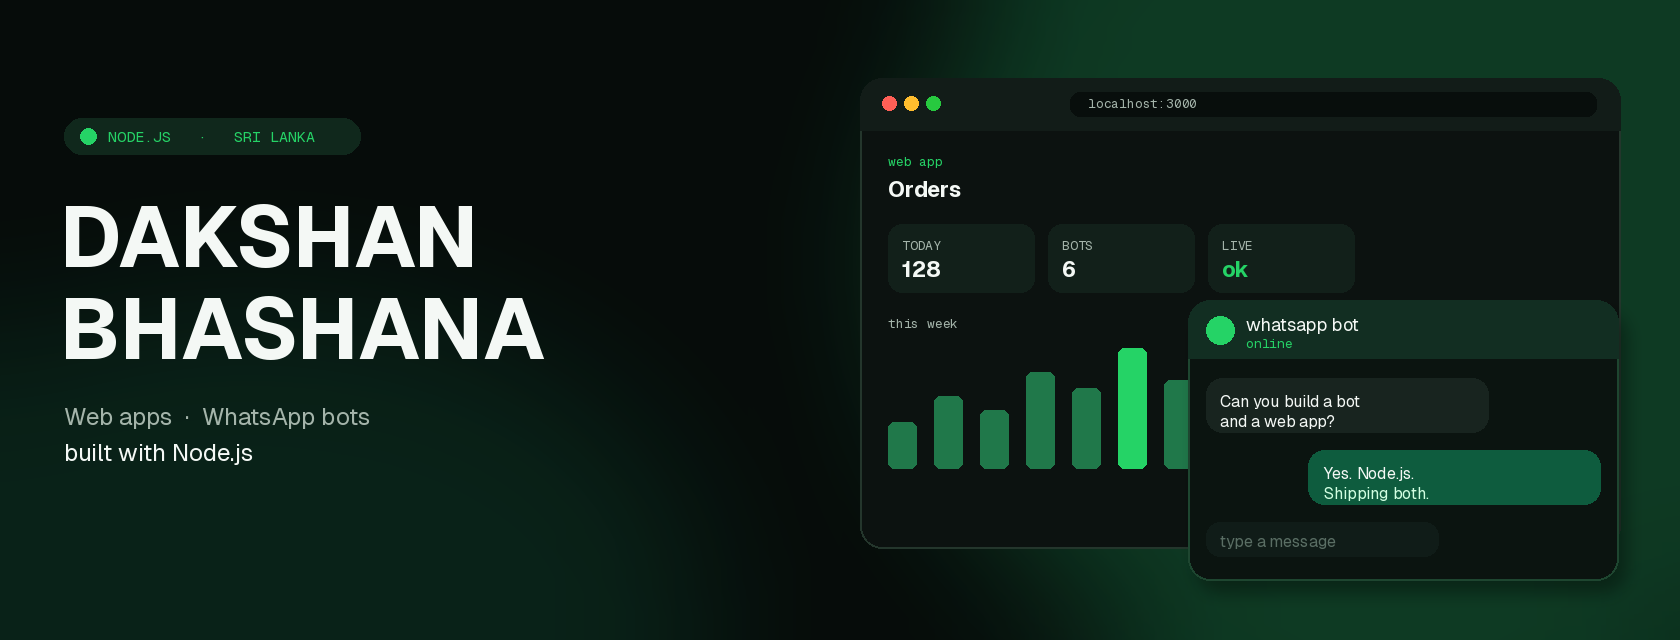 NODE.JS · SRI LANKA
DAKSHAN
BHASHANA
Web apps · WhatsApp bots
built with Node.js
localhost:3000
web app
Orders
TODAY
128
BOTS
6
LIVE
ok
this week
whatsapp bot
online
Can you build a bot
and a web app?
Yes. Node.js.
Shipping both.
type a message